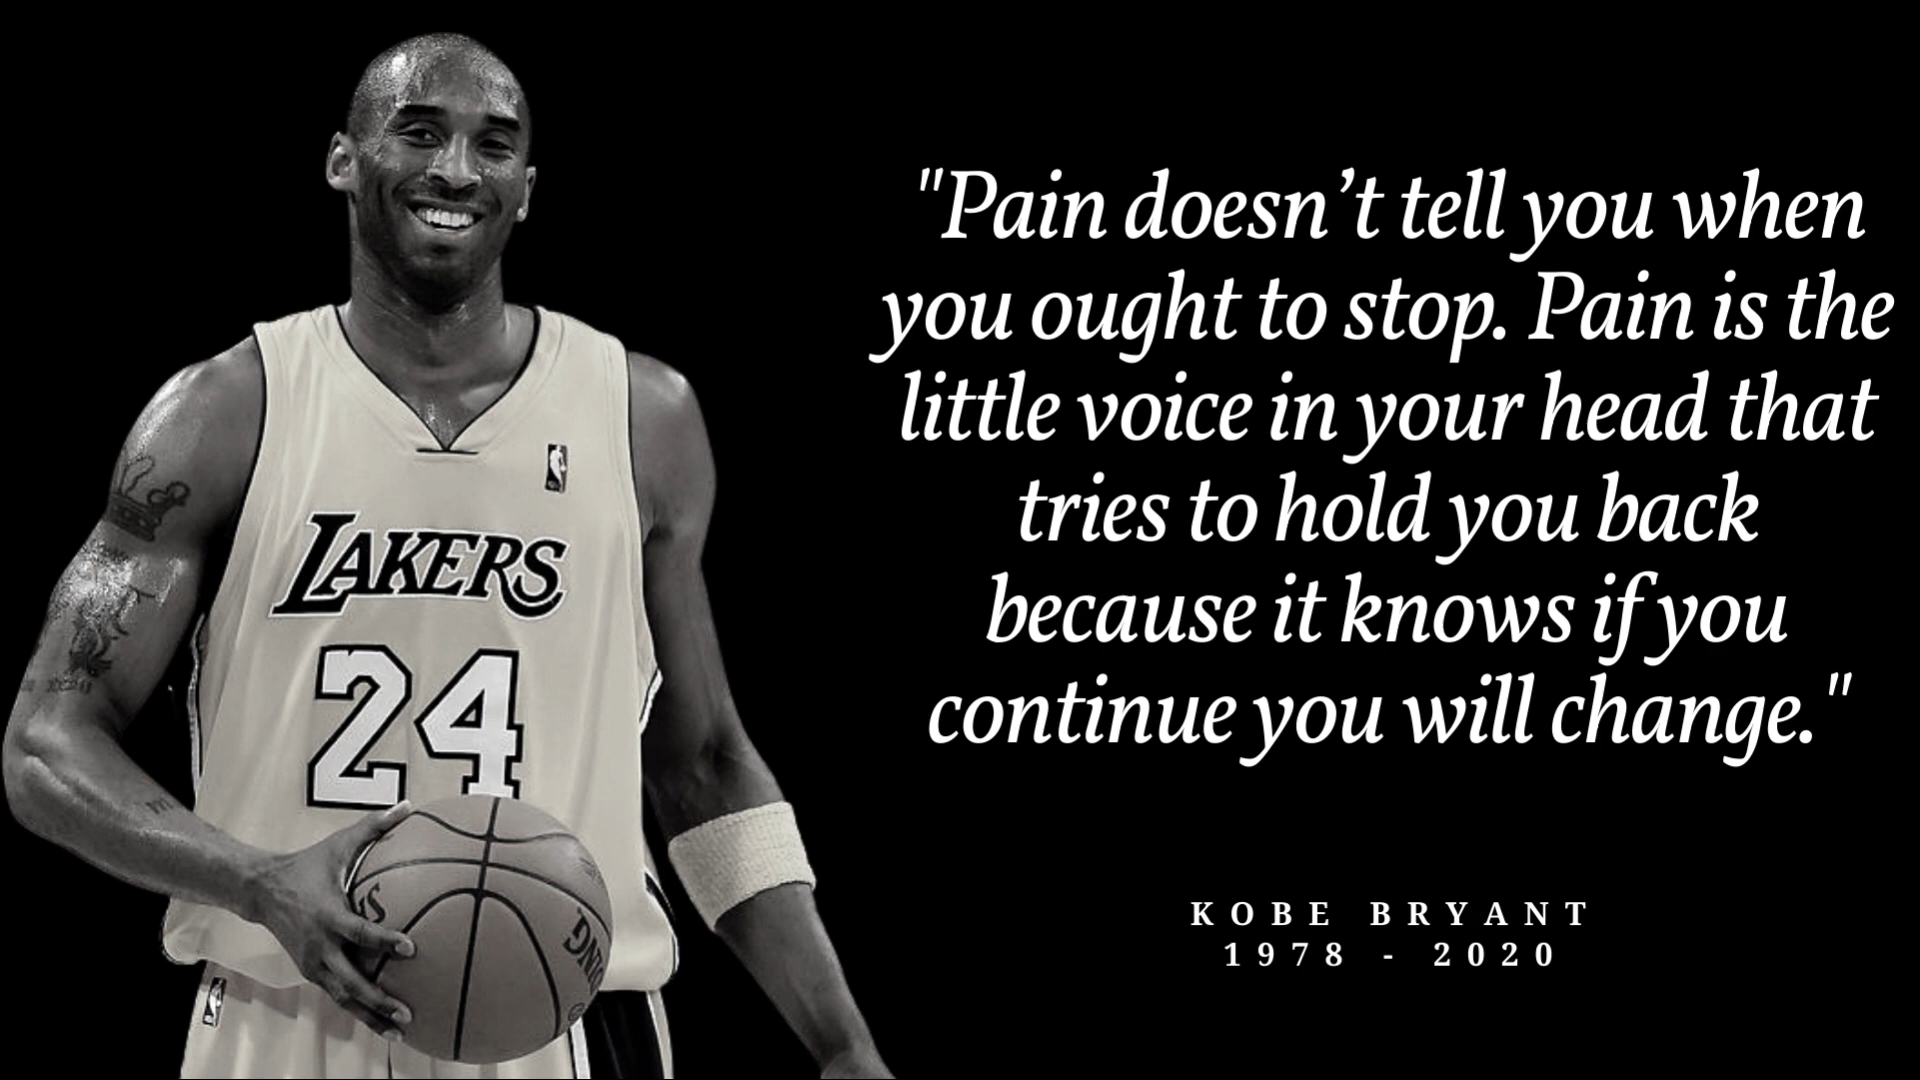 "Pain doesn’t tell you when
you ought to stop. Pain is the
little voice in your head that
tries to hold you back
because it knows if you
continue you will change."
KOBE BRYANT
1978 - 2020
LAKERS
24